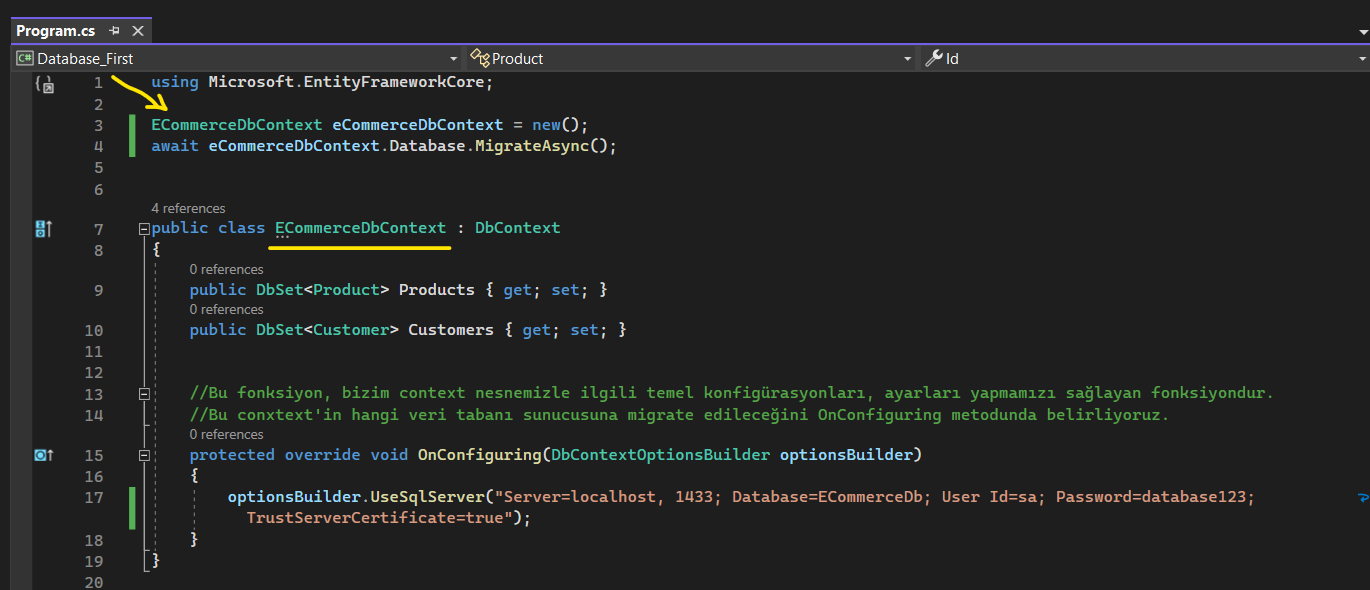 Program.cs
C# Database_First Product Id
1 using Microsoft.EntityFrameworkCore;
2
3 ECommerceDbContext eCommerceDbContext = new();
4 await eCommerceDbContext.Database.MigrateAsync();
5
6
4 references
7 public class ECommerceDbContext : DbContext
8 {
0 references
9 public DbSet<Product> Products { get; set; }
0 references
10 public DbSet<Customer> Customers { get; set; }
11
12
13 //Bu fonksiyon, bizim context nesnemizle ilgili temel konfigürasyonları, ayarları yapmamızı sağlayan fonksiyondur.
14 //Bu conxtext'in hangi veri tabanı sunucusuna migrate edileceğini OnConfiguring metodunda belirliyoruz.
0 references
15 protected override void OnConfiguring(DbContextOptionsBuilder optionsBuilder)
16 {
17 optionsBuilder.UseSqlServer("Server=localhost, 1433; Database=ECommerceDb; User Id=sa; Password=database123;
TrustServerCertificate=true");
18 }
19 }
20